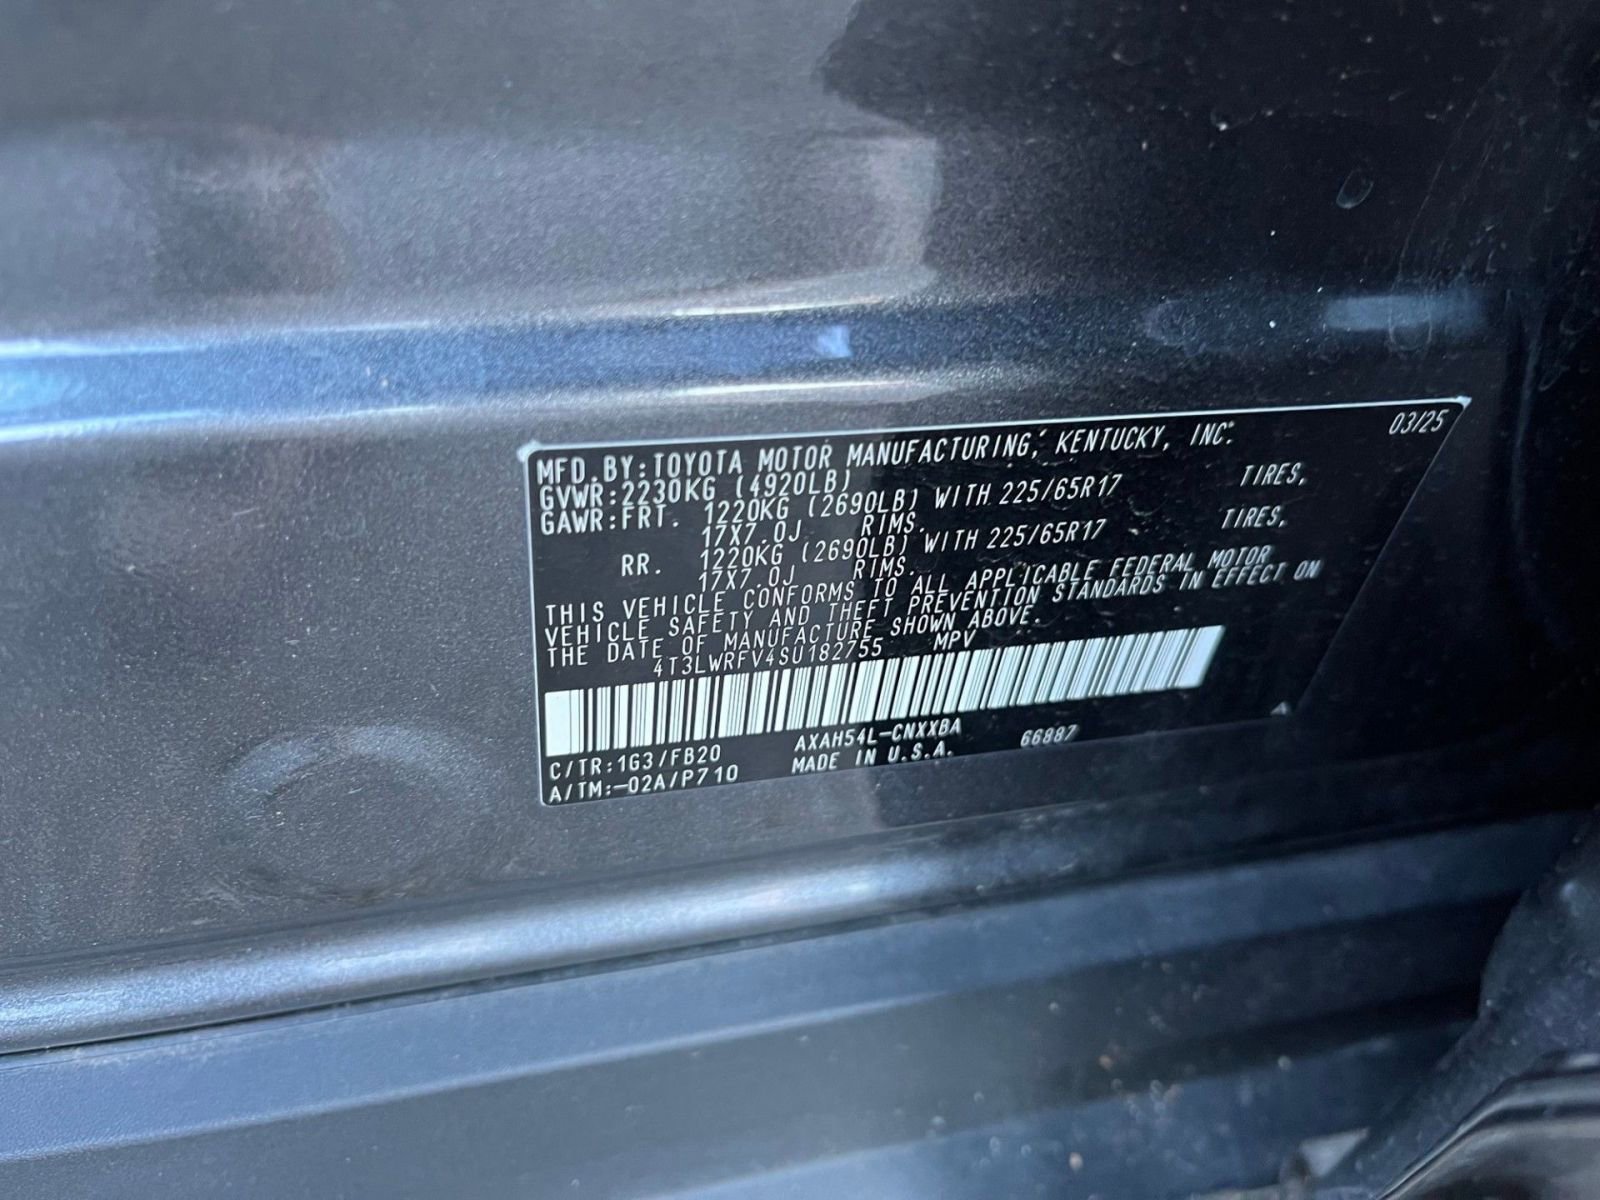 03/25
MFD.BY:TOYOTA MOTOR MANUFACTURING, KENTUCKY, INC.
GVWR:2230KG (4920LB)
GAWR:FRT. 1220KG (2690LB) WITH 225/65R17 TIRES,
17X7.0J RIMS.
RR. 1220KG (2690LB) WITH 225/65R17 TIRES,
17X7.0J RIMS.
THIS VEHICLE CONFORMS TO ALL APPLICABLE FEDERAL MOTOR
VEHICLE SAFETY AND THEFT PREVENTION STANDARDS IN EFFECT ON
THE DATE OF MANUFACTURE SHOWN ABOVE.
4T3LWRFV4SU182755 MPV
C/TR:1G3/FB20 AXAH54L-CNXXBA 66887
A/TM:-02A/P710 MADE IN U.S.A.